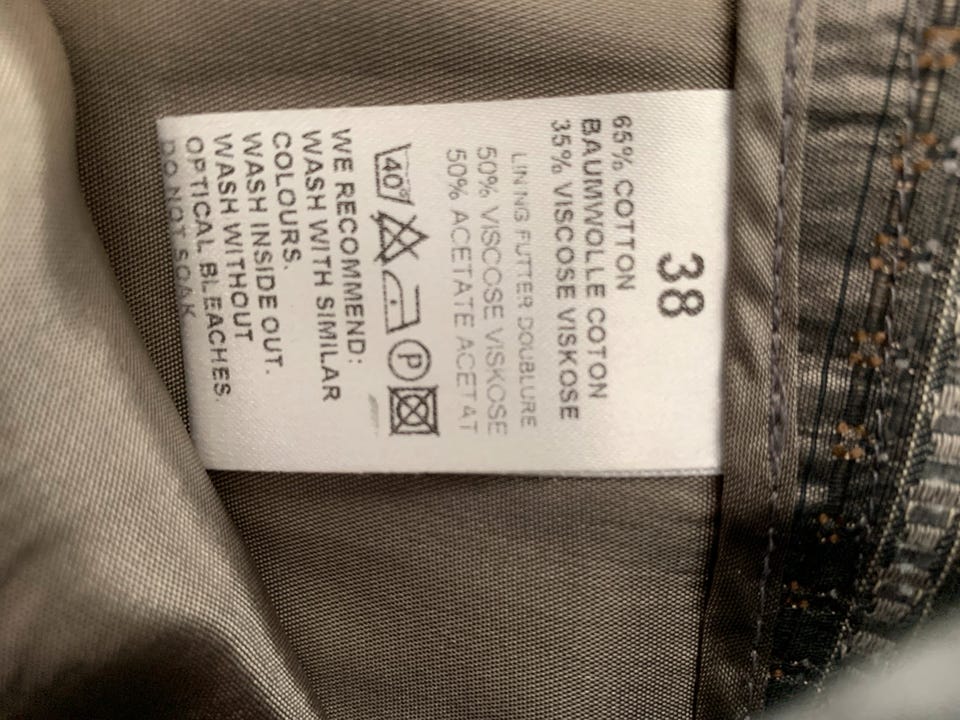 38
65% COTTON
BAUMWOLLE COTON
35% VISCOSE VISKOSE
LINING FUTTER DOUBLURE
50% VISCOSE VISKOSE
50% ACETATE ACETAT
40° P
WE RECOMMEND:
WASH WITH SIMILAR
COLOURS.
WASH INSIDE OUT.
WASH WITHOUT
OPTICAL BLEACHES.
DO NOT SOAK